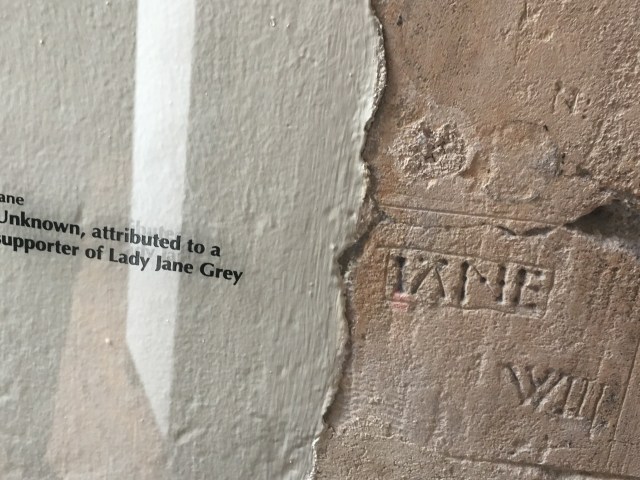 ane
Unknown, attributed to a
supporter of Lady Jane Grey
IANE